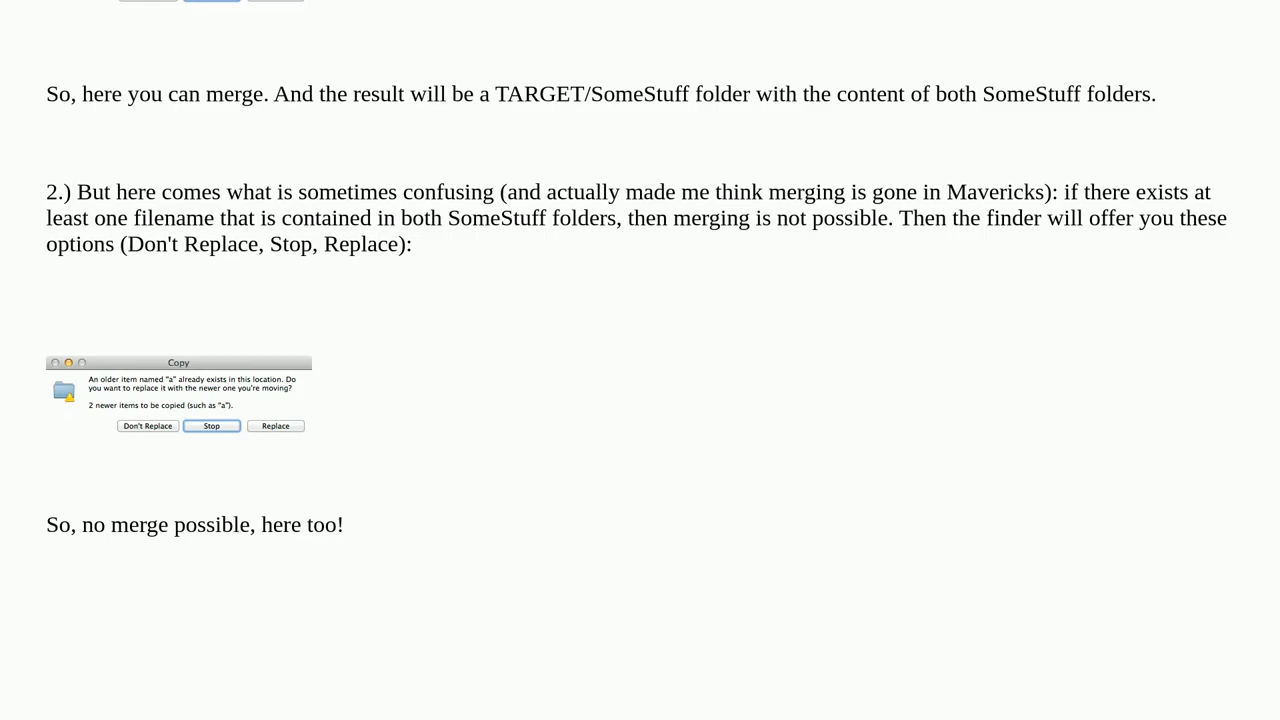 So, here you can merge. And the result will be a TARGET/SomeStuff folder with the content of both SomeStuff folders.
2.) But here comes what is sometimes confusing (and actually made me think merging is gone in Mavericks): if there exists at
least one filename that is contained in both SomeStuff folders, then merging is not possible. Then the finder will offer you these
options (Don't Replace, Stop, Replace):
Copy
An older item named "a" already exists in this location. Do
you want to replace it with the newer one you're moving?
2 newer items to be copied (such as "a").
Don't Replace Stop Replace
So, no merge possible, here too!